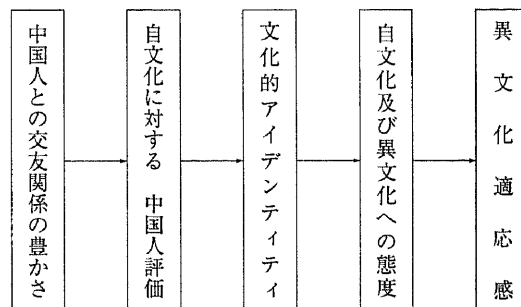 中国人との交友関係の豊かさ
自文化に対する 中国人評価
文化的アイデンティティ
自文化及び異文化への態度
異文化適応感